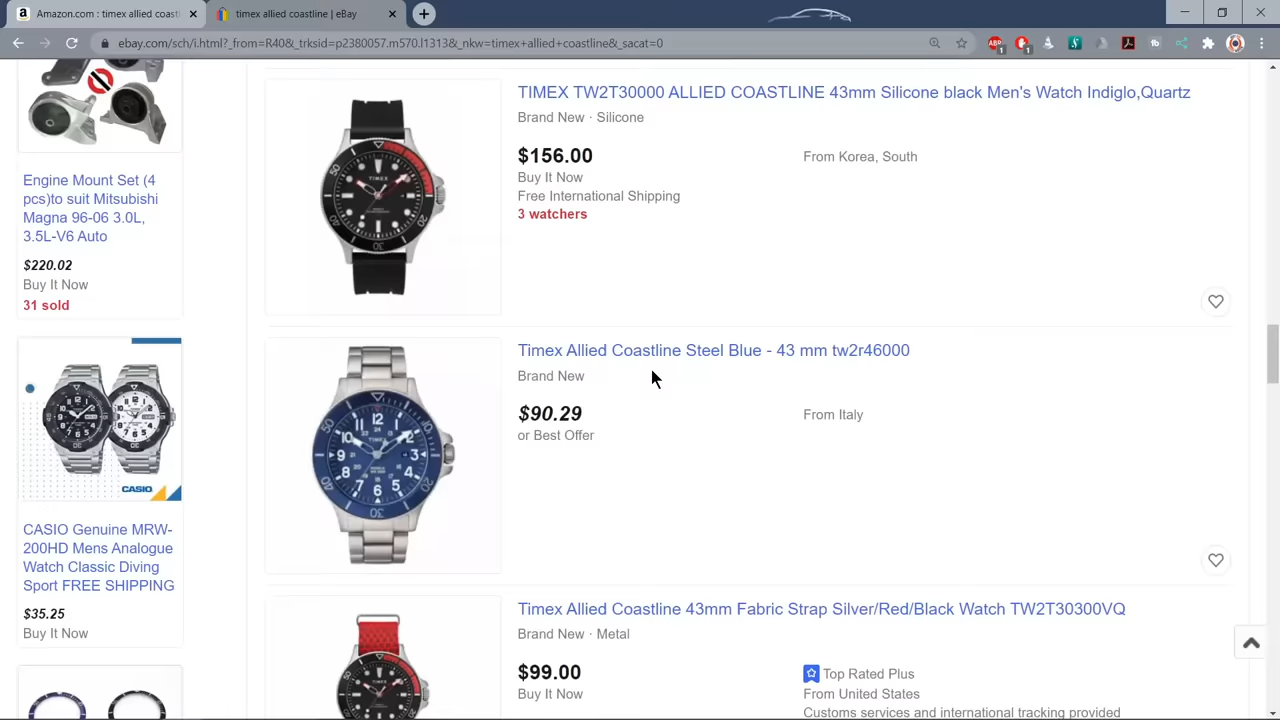 Amazon.com : timex allied coastl
timex allied coastline | eBay
ebay.com/sch/i.html?_from=R40&_trksid=p2380057.m570.l1313&_nkw=timex+allied+coastline&_sacat=0
Engine Mount Set (4
pcs)to suit Mitsubishi
Magna 96-06 3.0L,
3.5L-V6 Auto
$220.02
Buy It Now
31 sold
CASIO
CASIO Genuine MRW-
200HD Mens Analogue
Watch Classic Diving
Sport FREE SHIPPING
$35.25
Buy It Now
TIMEX TW2T30000 ALLIED COASTLINE 43mm Silicone black Men's Watch Indiglo,Quartz
Brand New · Silicone
$156.00
From Korea, South
Buy It Now
Free International Shipping
3 watchers
Timex Allied Coastline Steel Blue - 43 mm tw2r46000
Brand New
$90.29
From Italy
or Best Offer
Timex Allied Coastline 43mm Fabric Strap Silver/Red/Black Watch TW2T30300VQ
Brand New · Metal
$99.00
Top Rated Plus
Buy It Now
From United States
Customs services and international tracking provided